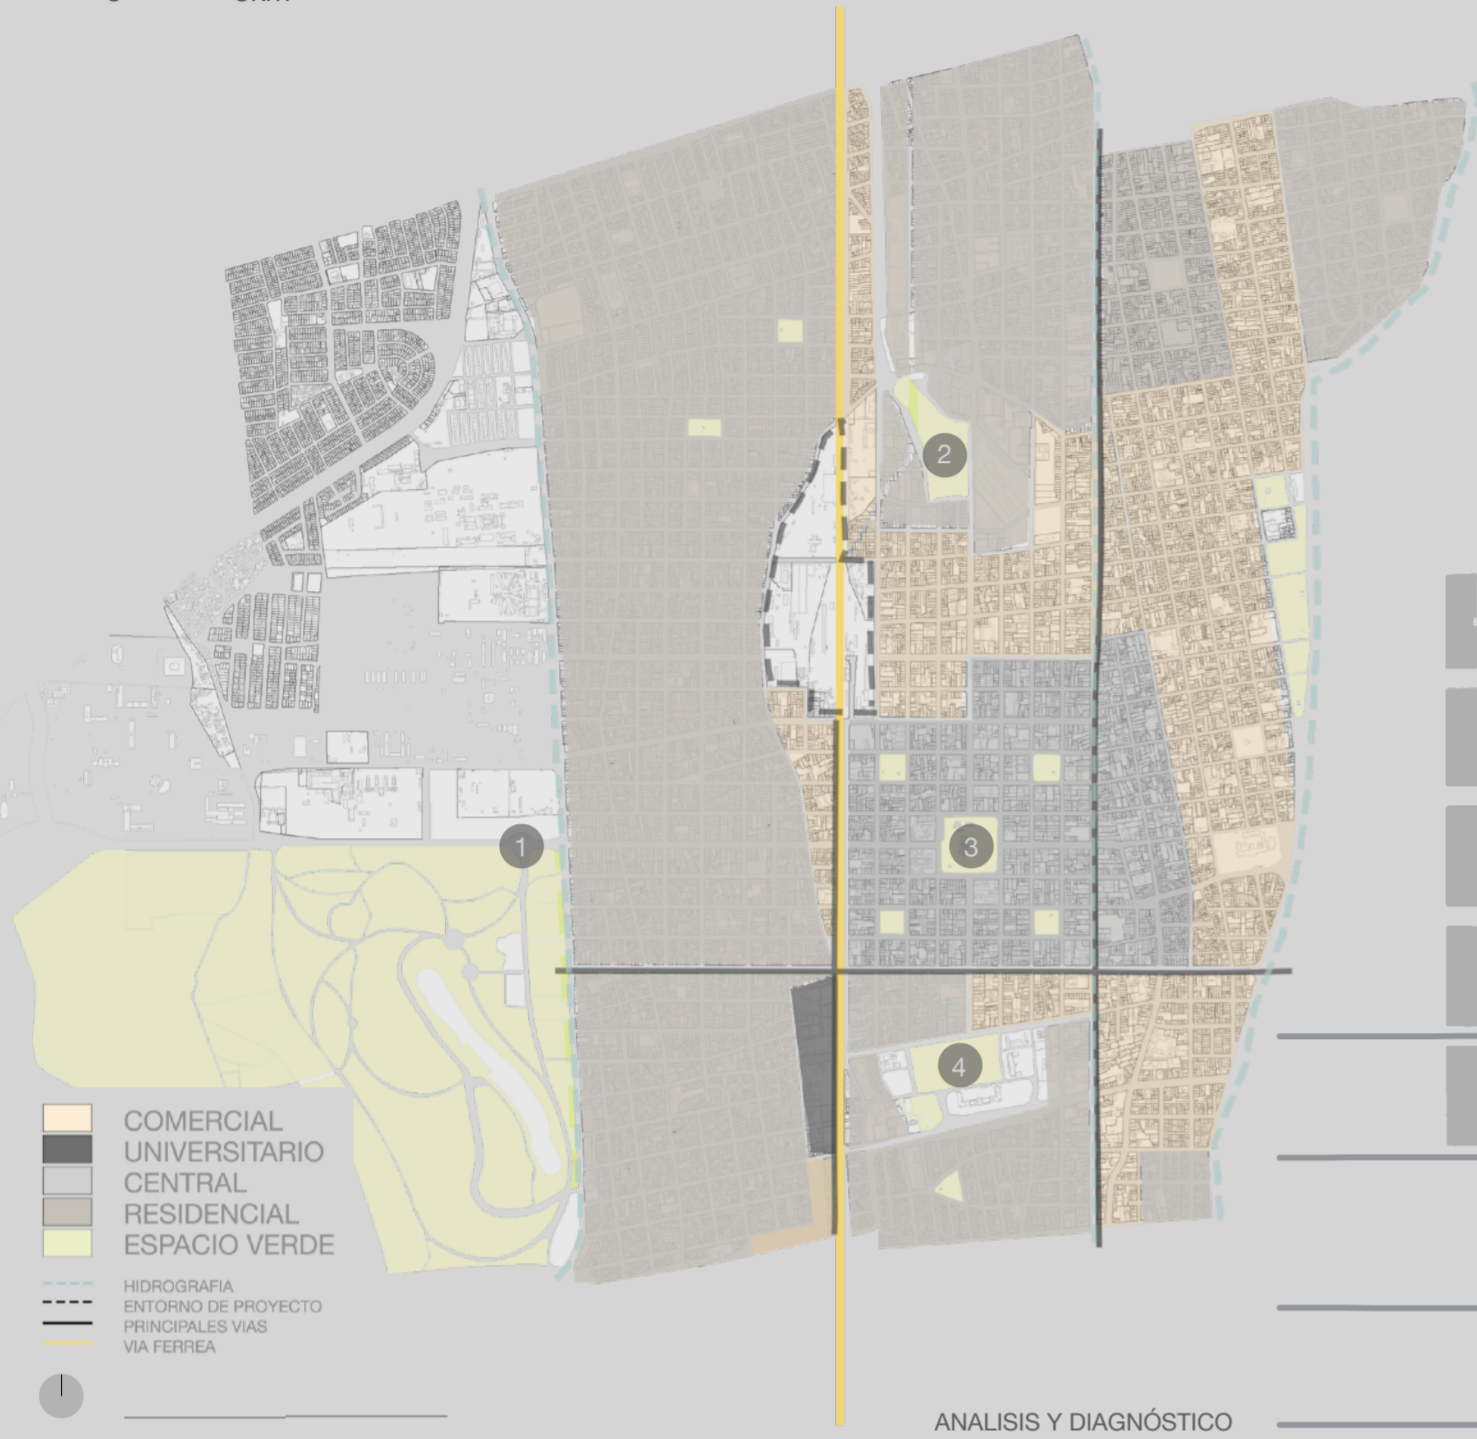 2
1
3
4
COMERCIAL
UNIVERSITARIO
CENTRAL
RESIDENCIAL
ESPACIO VERDE
HIDROGRAFIA
ENTORNO DE PROYECTO
PRINCIPALES VIAS
VIA FERREA
ANALISIS Y DIAGNÓSTICO